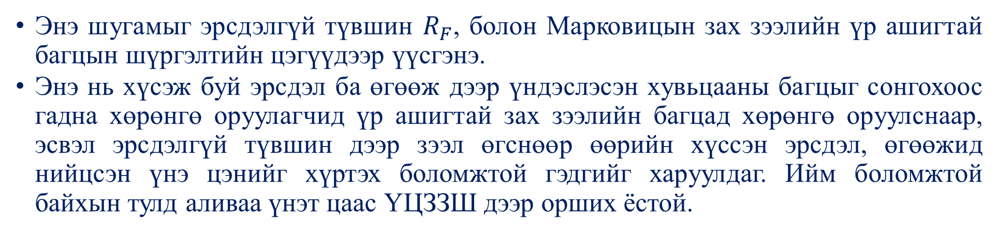 • Энэ шугамыг эрсдэлгүй түвшин R_F, болон Марковицын зах зээлийн үр ашигтай
багцын шүргэлтийн цэгүүдээр үүсгэнэ.
• Энэ нь хүсэж буй эрсдэл ба өгөөж дээр үндэслэсэн хувьцааны багцыг сонгохоос
гадна хөрөнгө оруулагчид үр ашигтай зах зээлийн багцад хөрөнгө оруулснаар,
эсвэл эрсдэлгүй түвшин дээр зээл өгснөөр өөрийн хүссэн эрсдэл, өгөөжид
нийцсэн үнэ цэнийг хүртэх боломжтой гэдгийг харуулдаг. Ийм боломжтой
байхын тулд аливаа үнэт цаас ҮЦЗЗШ дээр орших ёстой.